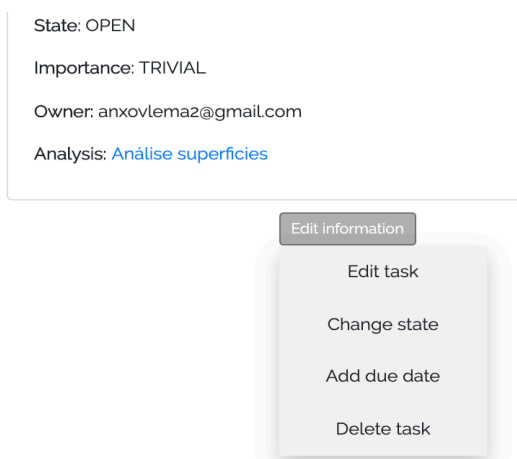 State: OPEN
Importance: TRIVIAL
Owner: anxovlema2@gmail.com
Analysis: Análise superficies
Edit information
Edit task
Change state
Add due date
Delete task